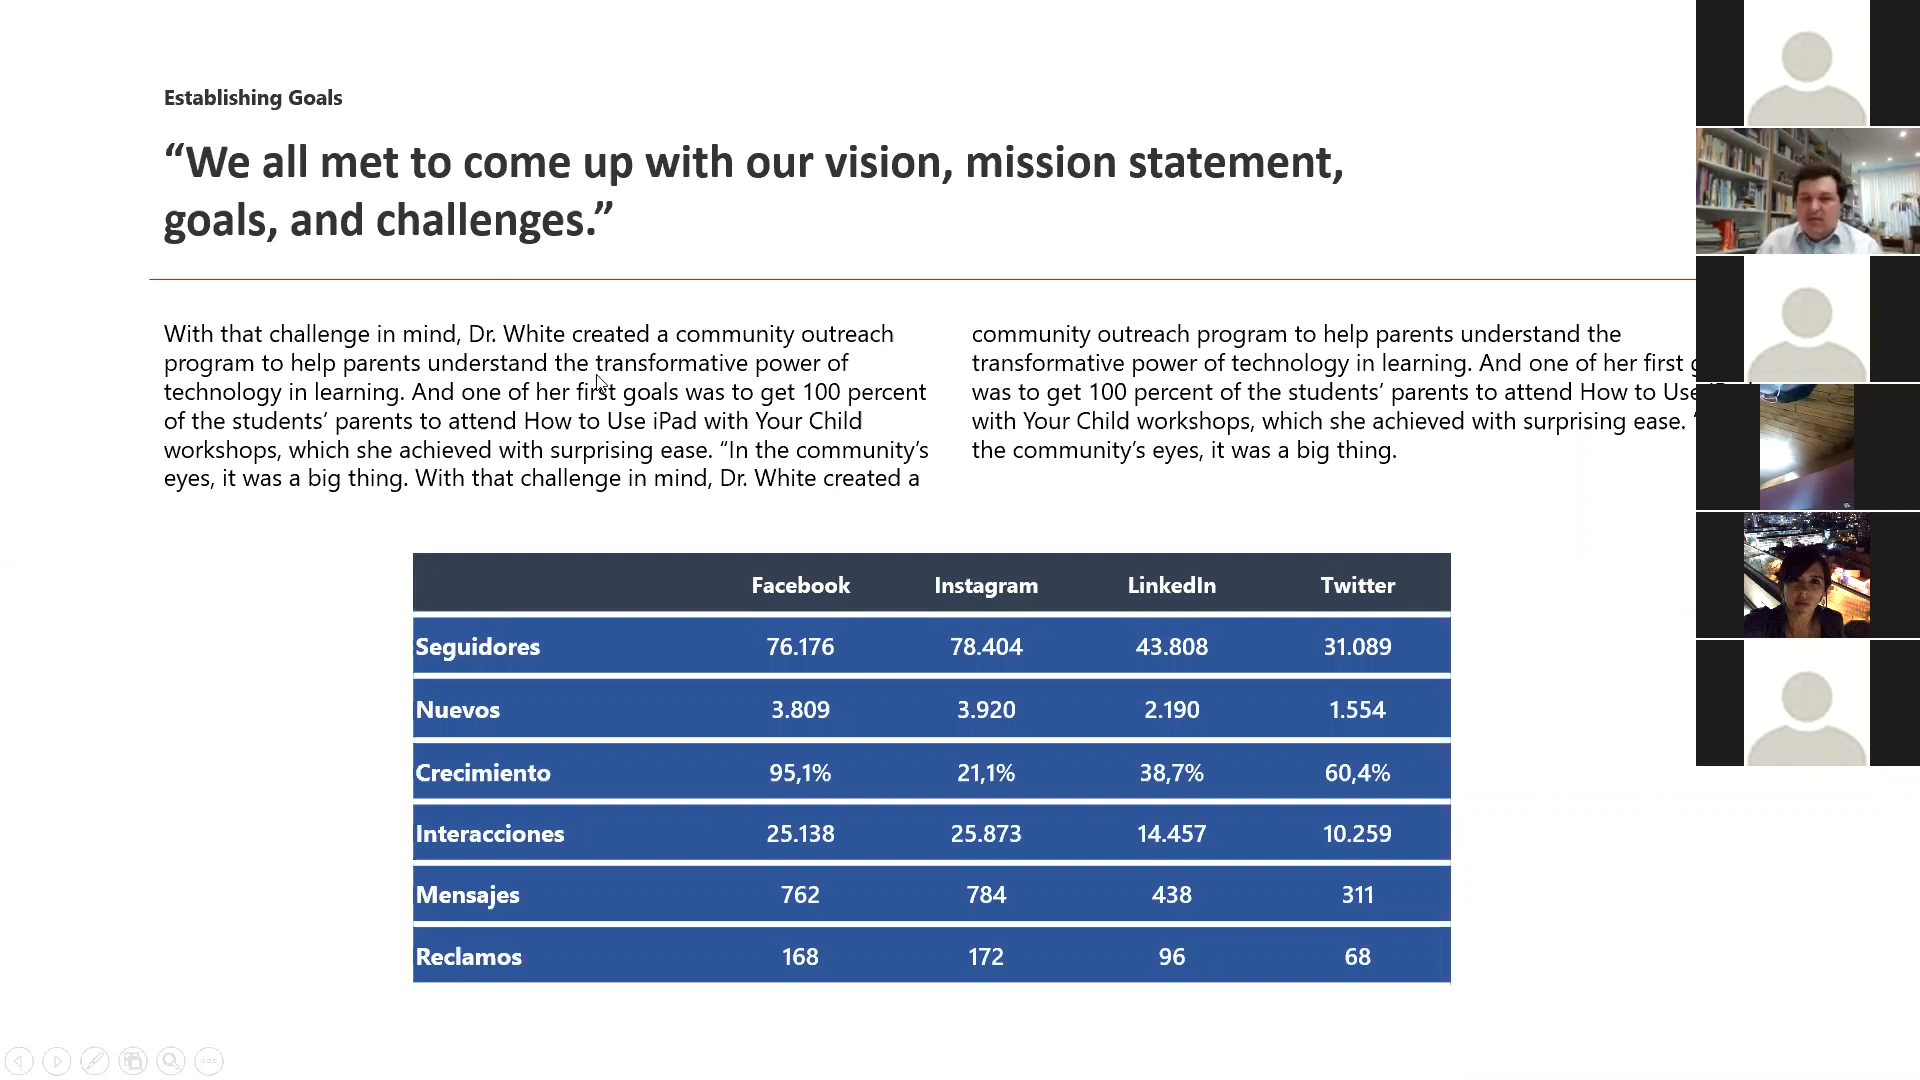 Establishing Goals
“We all met to come up with our vision, mission statement,
goals, and challenges.”
With that challenge in mind, Dr. White created a community outreach
program to help parents understand the transformative power of
technology in learning. And one of her first goals was to get 100 percent
of the students’ parents to attend How to Use iPad with Your Child
workshops, which she achieved with surprising ease. “In the community’s
eyes, it was a big thing. With that challenge in mind, Dr. White created a
community outreach program to help parents understand the
transformative power of technology in learning. And one of her first
was to get 100 percent of the students’ parents to attend How to Use
with Your Child workshops, which she achieved with surprising ease.
the community’s eyes, it was a big thing.
Facebook Instagram LinkedIn Twitter
Seguidores 76.176 78.404 43.808 31.089
Nuevos 3.809 3.920 2.190 1.554
Crecimiento 95,1% 21,1% 38,7% 60,4%
Interacciones 25.138 25.873 14.457 10.259
Mensajes 762 784 438 311
Reclamos 168 172 96 68